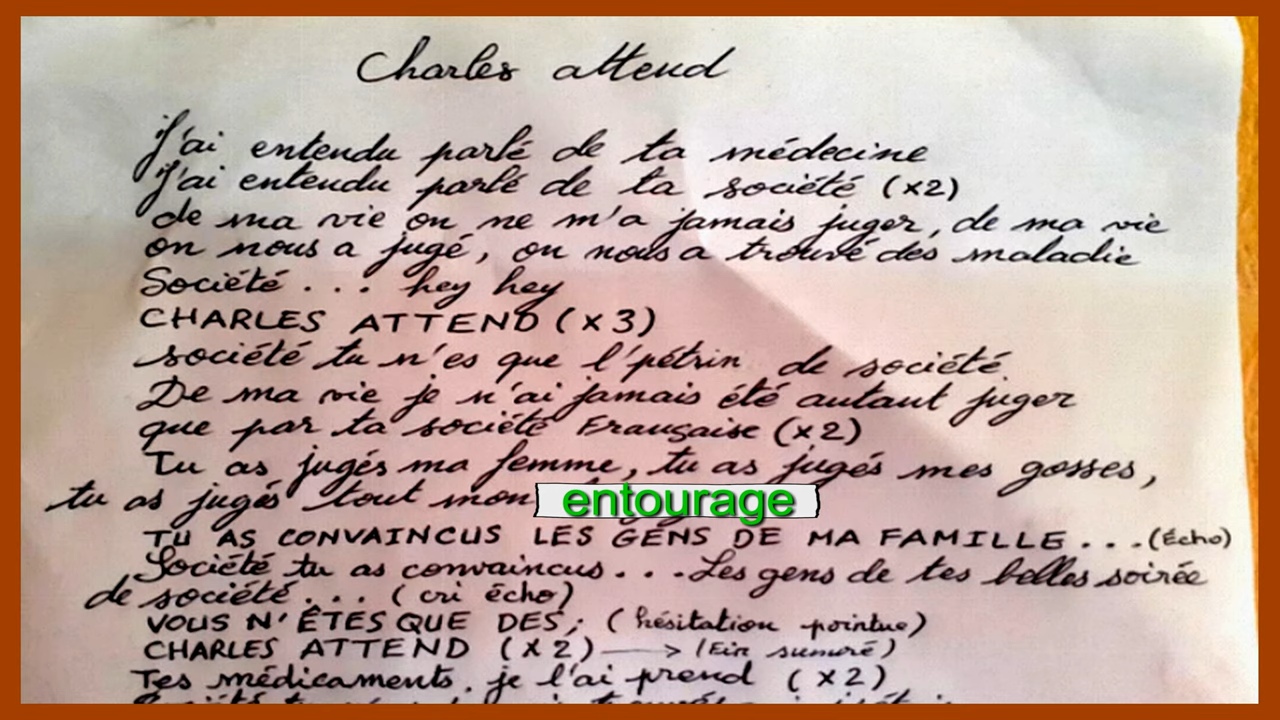 Charles attend
J'ai entendu parlé de ta médecine
J'ai entendu parlé de ta société (x2)
de ma vie on ne m'a jamais juger, de ma vie
on nous a jugé, on nous a trouvé des maladie
Société ... hey hey
CHARLES ATTEND (x3)
société tu n'es que l'pétrin de société
De ma vie je n'ai jamais été autant juger
que par ta société Française (x2)
Tu as jugés ma femme, tu as jugés mes gosses,
tu as jugés tout mon entourage
TU AS CONVAINCUS LES GENS DE MA FAMILLE ... (Écho)
Société tu as convaincus ... Les gens de tes belles soirée
de société ... (cri écho)
VOUS N'ÊTES QUE DES; (hésitation pointue)
CHARLES ATTEND (x2) —> (Fin
Tes médicaments, je l'ai prend (x2)